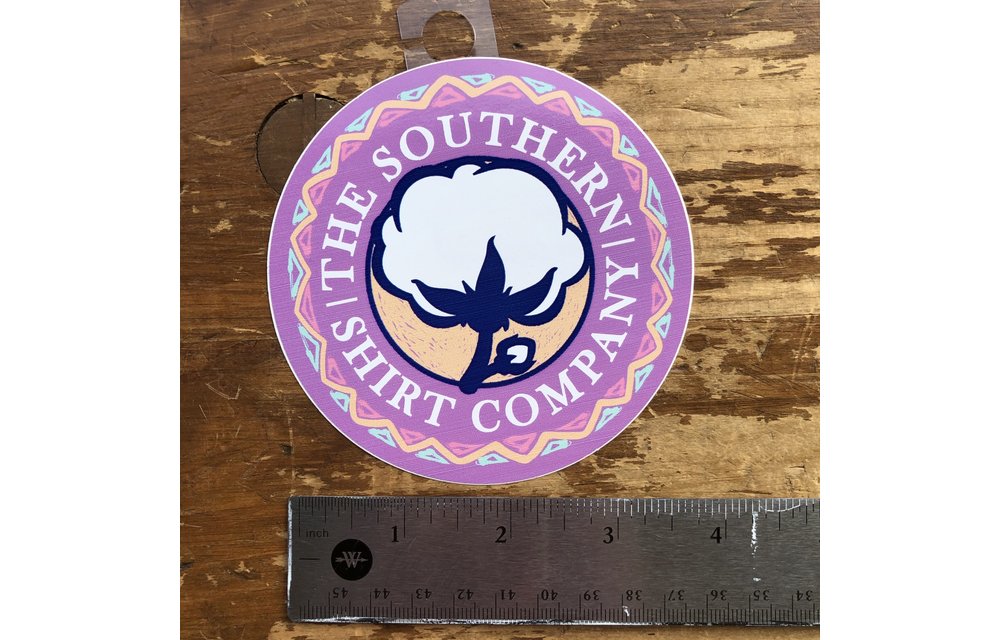 THE SOUTHERN
SHIRT COMPANY
inch 1 2 3 4
W
45 44 43 42 41 40 39 38 37 36 35 34